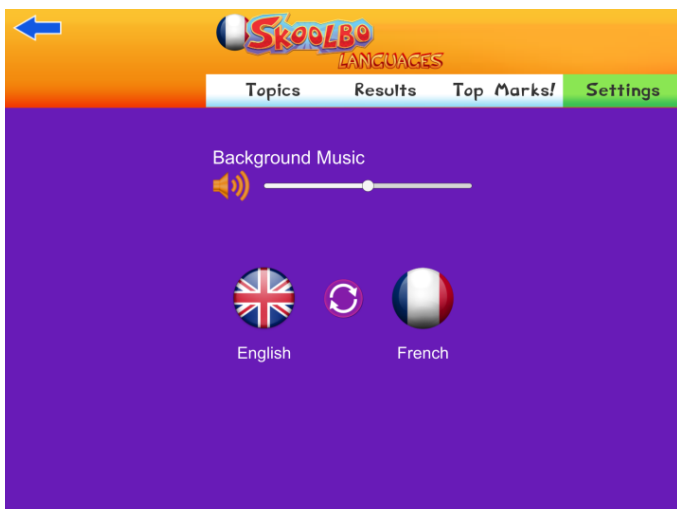 SKOOLBO
LANGUAGES
Topics Results Top Marks! Settings
Background Music
English French